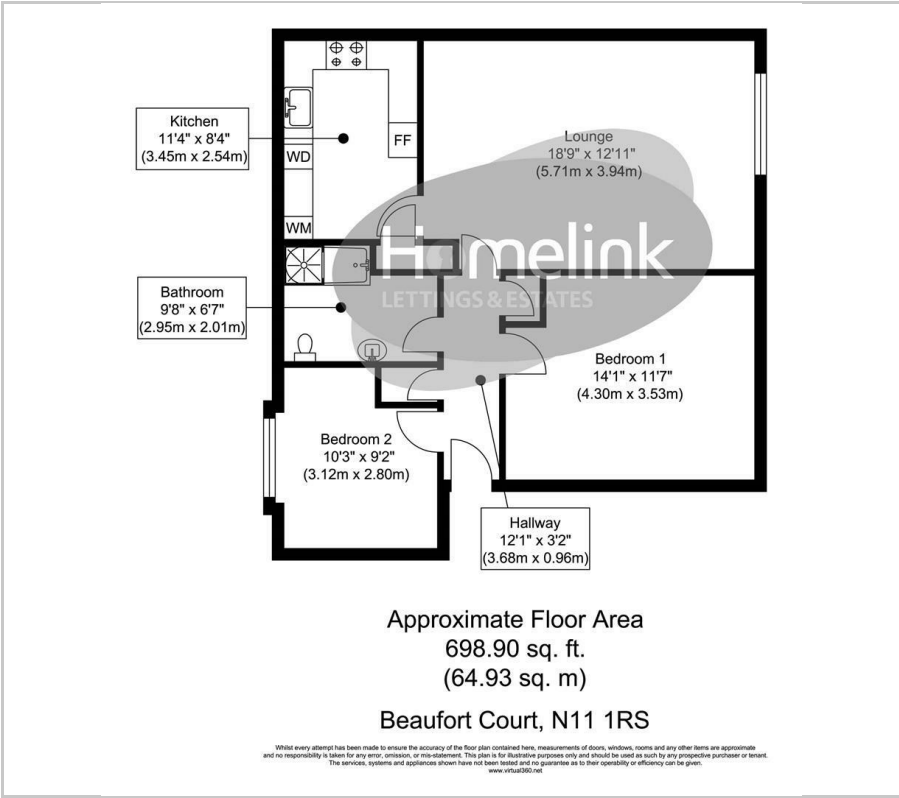 Kitchen
11'4" x 8'4"
(3.45m x 2.54m)
FF
WD
WM
Lounge
18'9" x 12'11"
(5.71m x 3.94m)
Homelink
LETTINGS & ESTATES
Bathroom
9'8" x 6'7"
(2.95m x 2.01m)
Bedroom 1
14'1" x 11'7"
(4.30m x 3.53m)
Bedroom 2
10'3" x 9'2"
(3.12m x 2.80m)
Hallway
12'1" x 3'2"
(3.68m x 0.96m)
Approximate Floor Area
698.90 sq. ft.
(64.93 sq. m)
Beaufort Court, N11 1RS
Whilst every attempt has been made to ensure the accuracy of the floor plan contained here, measurements of doors, windows, rooms and any other items are approximate
and no responsibility is taken for any error, omission, or mis-statement. This plan is for illustrative purposes only and should be used as such by any prospective purchaser or tenant.
The services, systems and appliances shown have not been tested and no guarantee as to their operability or efficiency can be given.
www.virtual360.net